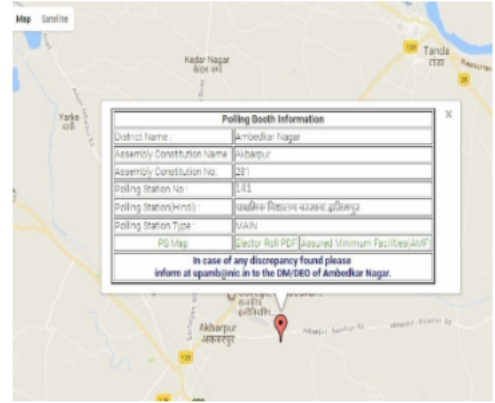 Map Satellite
Kedar Nagar
केदार नगर
Tanda
टांडा
Yarke
Polling Booth Information
District Name : Ambedkar Nagar
Assembly Constitution Name Akbarpur
Assembly Constitution No: 281
Polling Station No : 141
Polling Station(Hindi) : प्राथमिक विद्यालय
Polling Station Type : MAIN
PS Map Elector Roll PDF Assured Minimum Facilities(AMF)
In case of any discrepancy found please
inform at upamb@nic.in to the DM/DEO of Ambedkar Nagar.
Akbarpur
अकबरपुर